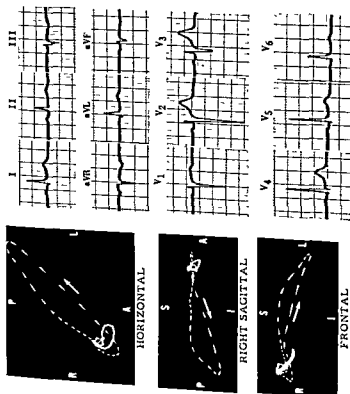 P
R L
A
HORIZONTAL
S
P A
I
RIGHT SAGITTAL
S
R L
I
FRONTAL
I II III
aVR aVL aVF
V1 V2 V3
V4 V5 V6